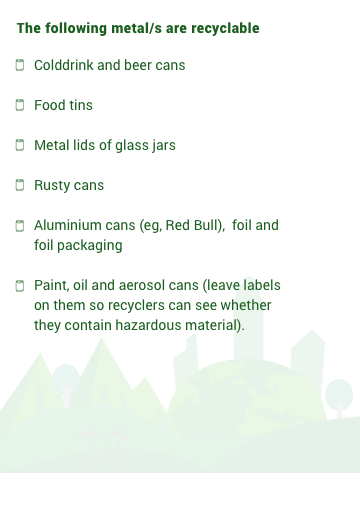 The following metal/s are recyclable
Colddrink and beer cans
Food tins
Metal lids of glass jars
Rusty cans
Aluminium cans (eg, Red Bull),  foil and
foil packaging
Paint, oil and aerosol cans (leave labels
on them so recyclers can see whether
they contain hazardous material).